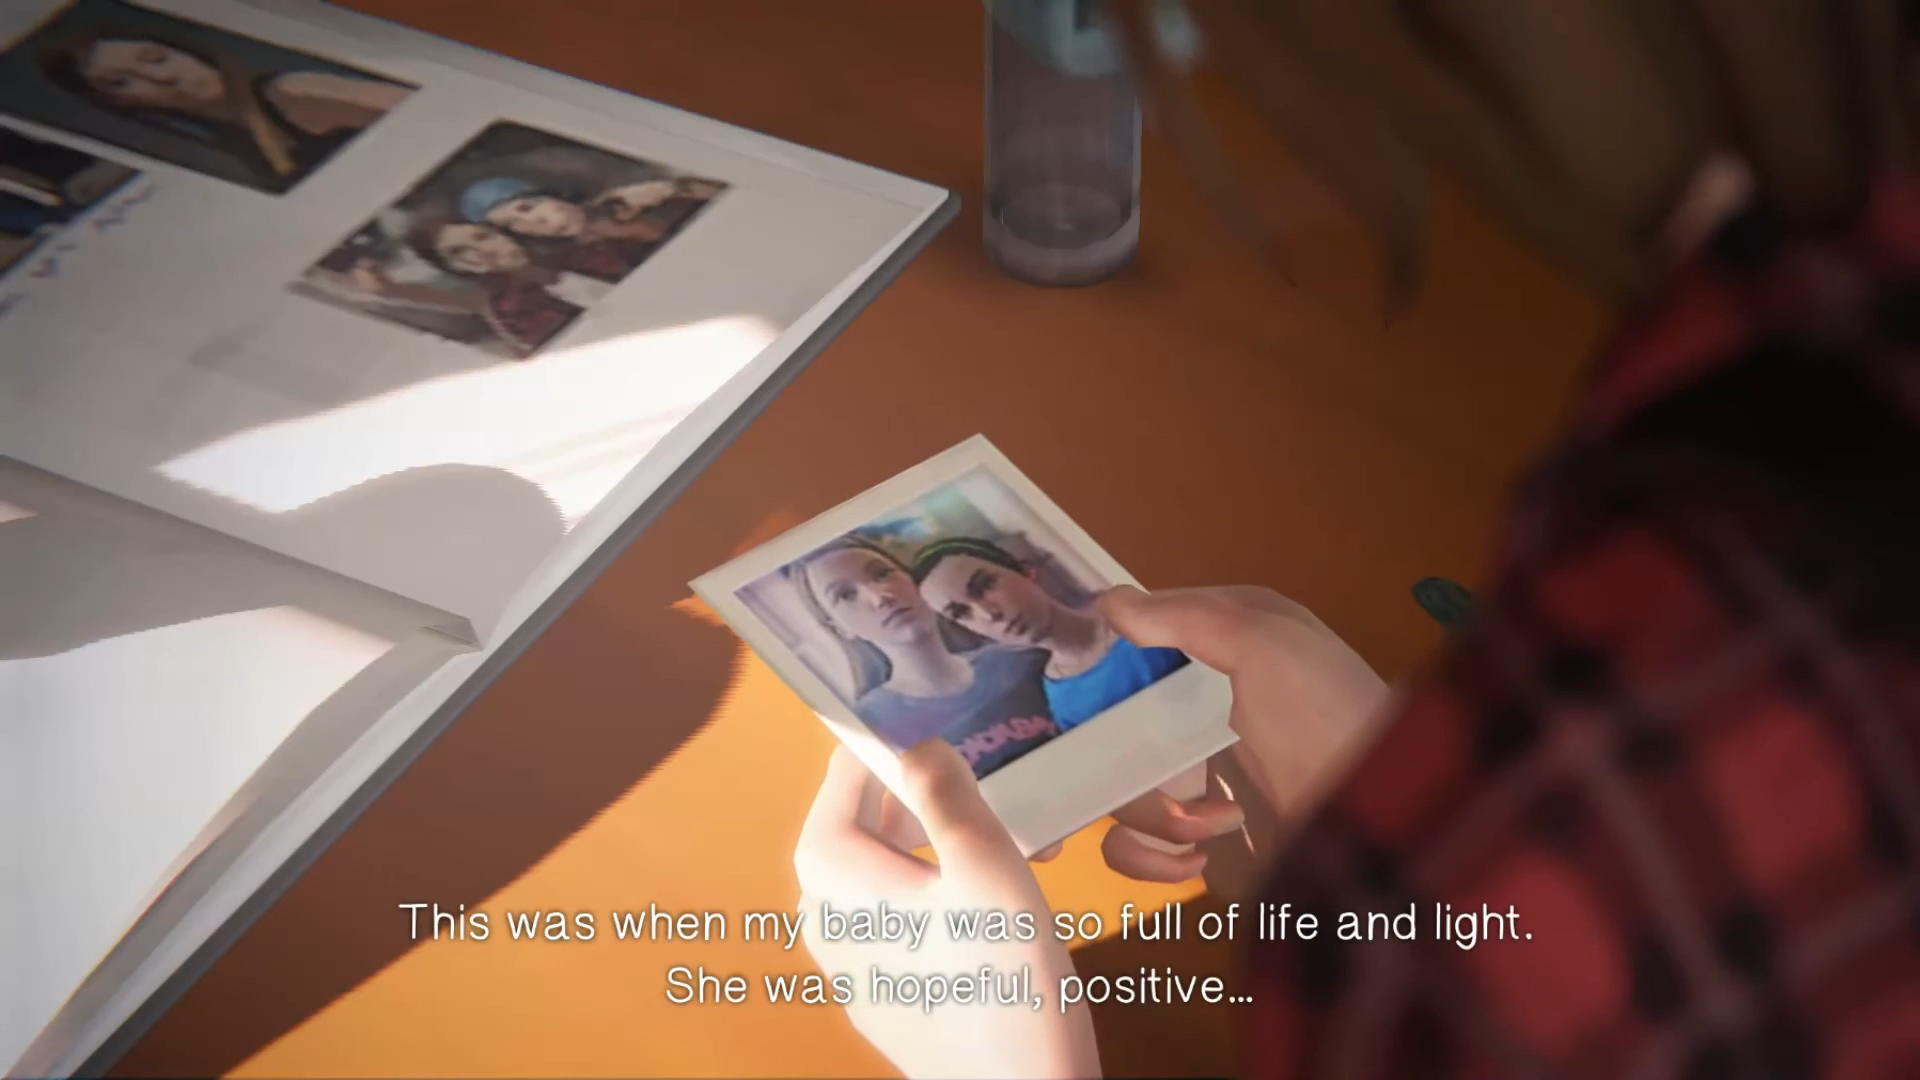 This was when my baby was so full of life and light.
She was hopeful, positive...